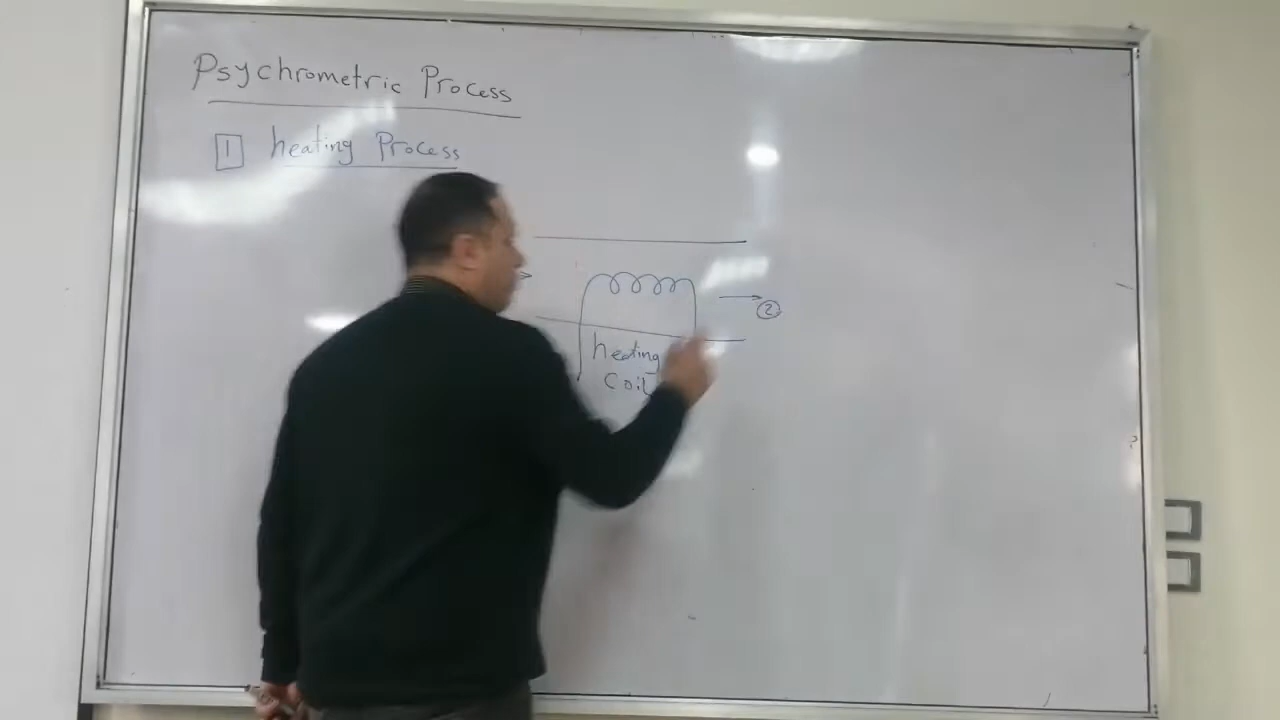 Psychrometric Process
1 heating Process
2
heating
Coil